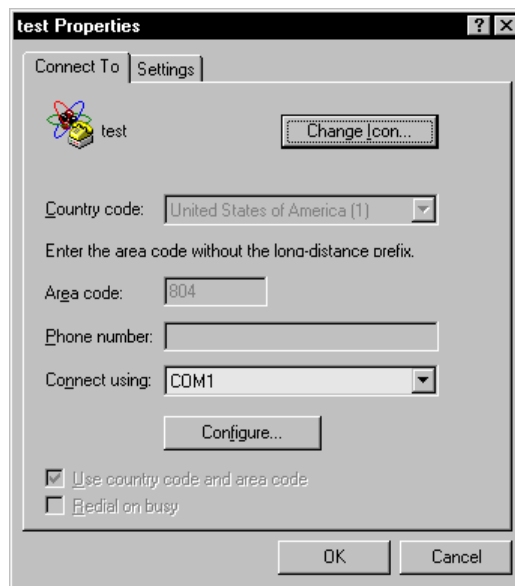 test Properties
Connect To Settings
test Change Icon...
Country code: United States of America (1)
Enter the area code without the long-distance prefix.
Area code: 804
Phone number:
Connect using: COM1
Configure...
Use country code and area code
Redial on busy
OK Cancel